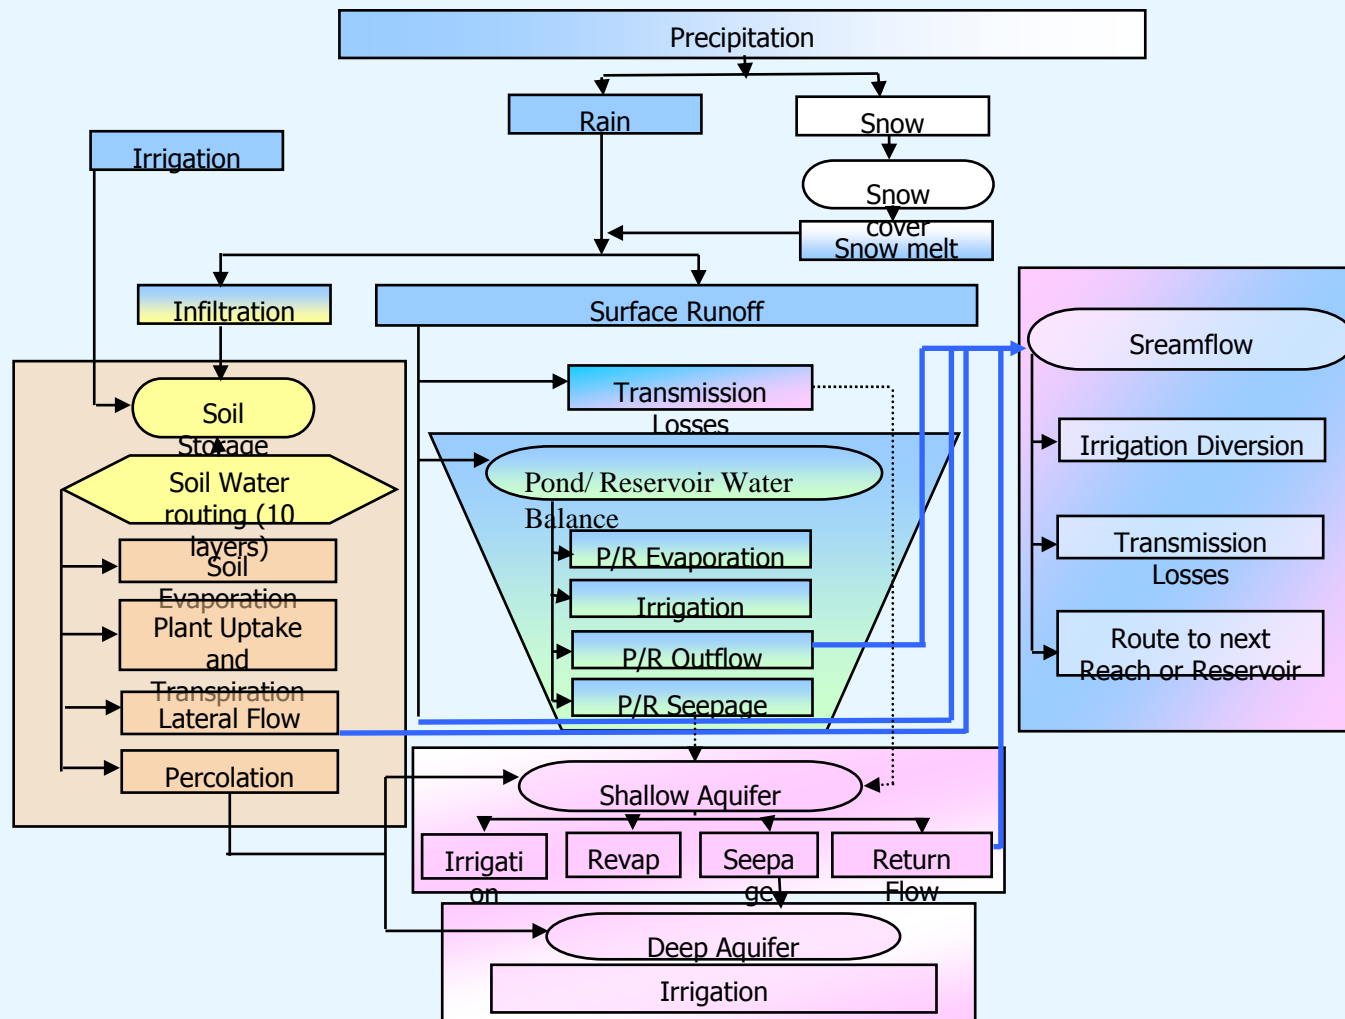 Precipitation
Rain
Snow
Irrigation
Snow
cover
Snow melt
Infiltration
Surface Runoff
Sreamflow
Transmission
Losses
Soil
Storage
Irrigation Diversion
Pond/ Reservoir Water
Balance
Soil Water
routing (10
layers)
P/R Evaporation
Transmission
Losses
Soil
Evaporation
Irrigation
Plant Uptake
and
Transpiration
P/R Outflow
Route to next
Reach or Reservoir
P/R Seepage
Lateral Flow
Percolation
Shallow Aquifer
Irrigati
on
Revap
Seepa
ge
Return
Flow
Deep Aquifer
Irrigation